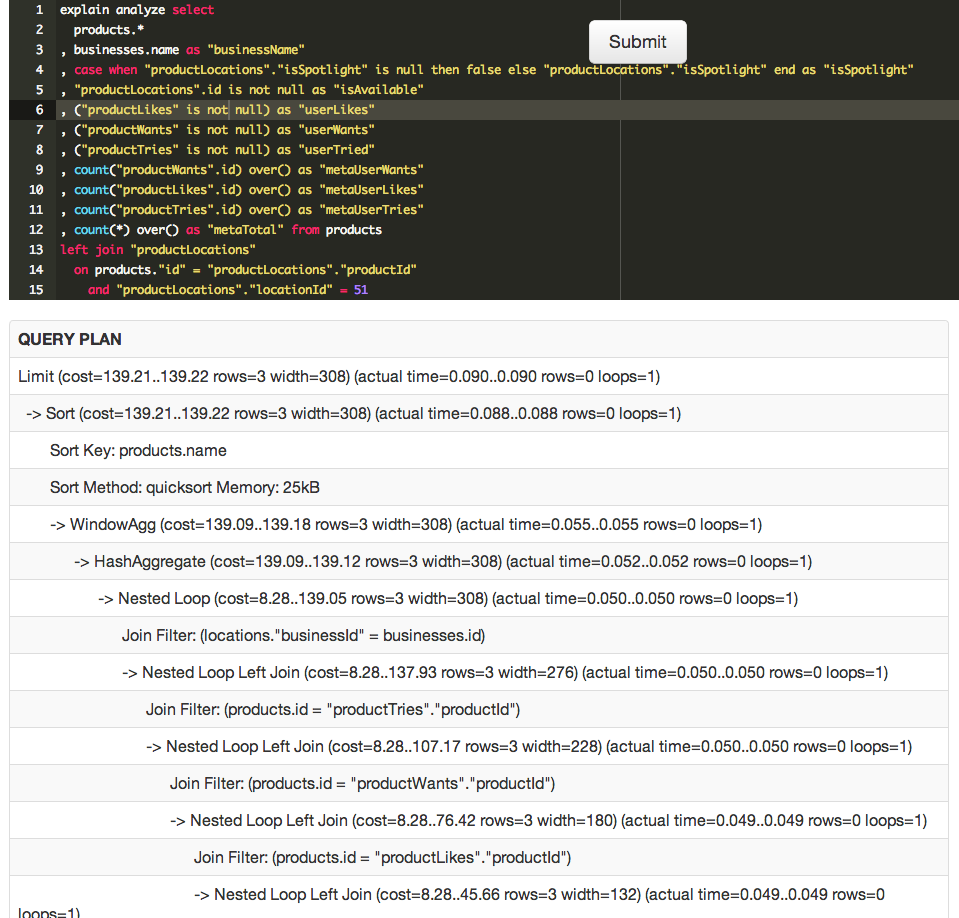 1 explain analyze select
2 products.*
3 , businesses.name as "businessName"
4 , case when "productLocations"."isSpotlight" is null then false else "productLocations"."isSpotlight" end as "isSpotlight"
5 , "productLocations".id is not null as "isAvailable"
6 , ("productLikes" is not null) as "userLikes"
7 , ("productWants" is not null) as "userWants"
8 , ("productTries" is not null) as "userTried"
9 , count("productWants".id) over() as "metaUserWants"
10 , count("productLikes".id) over() as "metaUserLikes"
11 , count("productTries".id) over() as "metaUserTries"
12 , count(*) over() as "metaTotal" from products
13 left join "productLocations"
14 on products."id" = "productLocations"."productId"
15 and "productLocations"."locationId" = 51
Submit
QUERY PLAN
Limit (cost=139.21..139.22 rows=3 width=308) (actual time=0.090..0.090 rows=0 loops=1)
-> Sort (cost=139.21..139.22 rows=3 width=308) (actual time=0.088..0.088 rows=0 loops=1)
Sort Key: products.name
Sort Method: quicksort Memory: 25kB
-> WindowAgg (cost=139.09..139.18 rows=3 width=308) (actual time=0.055..0.055 rows=0 loops=1)
-> HashAggregate (cost=139.09..139.12 rows=3 width=308) (actual time=0.052..0.052 rows=0 loops=1)
-> Nested Loop (cost=8.28..139.05 rows=3 width=308) (actual time=0.050..0.050 rows=0 loops=1)
Join Filter: (locations."businessId" = businesses.id)
-> Nested Loop Left Join (cost=8.28..137.93 rows=3 width=276) (actual time=0.050..0.050 rows=0 loops=1)
Join Filter: (products.id = "productTries"."productId")
-> Nested Loop Left Join (cost=8.28..107.17 rows=3 width=228) (actual time=0.050..0.050 rows=0 loops=1)
Join Filter: (products.id = "productWants"."productId")
-> Nested Loop Left Join (cost=8.28..76.42 rows=3 width=180) (actual time=0.049..0.049 rows=0 loops=1)
Join Filter: (products.id = "productLikes"."productId")
-> Nested Loop Left Join (cost=8.28..45.66 rows=3 width=132) (actual time=0.049..0.049 rows=0
loops=1)